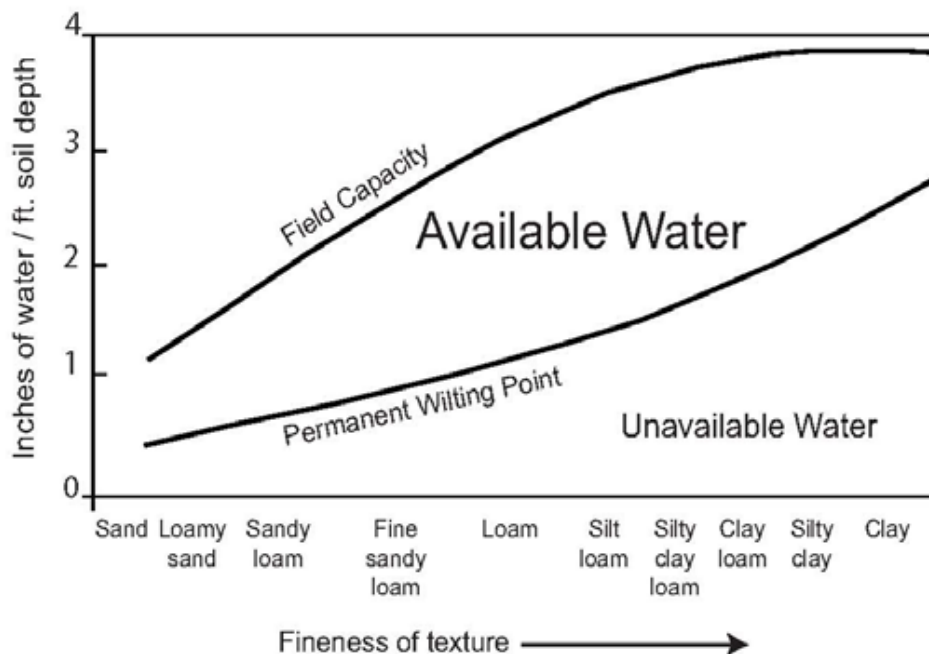 Inches of water / ft. soil depth
4
3
2
1
0
Field Capacity
Available Water
Permanent Wilting Point
Unavailable Water
Sand
Loamy
sand
Sandy
loam
Fine
sandy
loam
Loam
Silt
loam
Silty
clay
loam
Clay
loam
Silty
clay
Clay
Fineness of texture